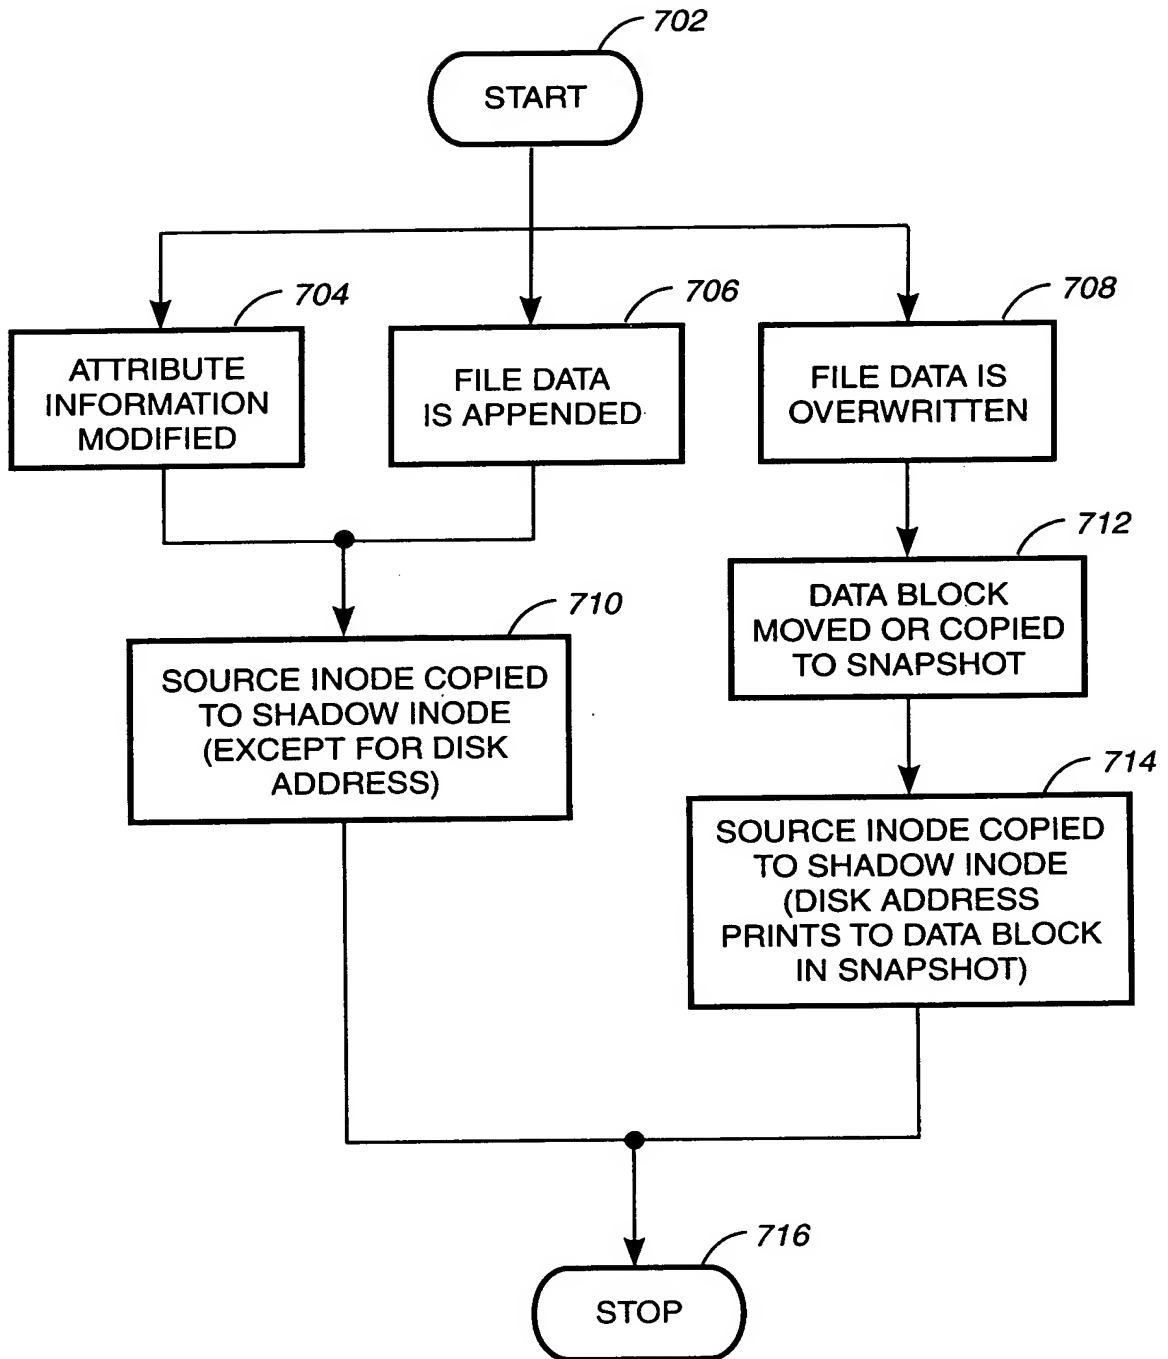 702
START
704
706
708
ATTRIBUTE
INFORMATION
MODIFIED
FILE DATA
IS APPENDED
FILE DATA IS
OVERWRITTEN
712
DATA BLOCK
MOVED OR COPIED
TO SNAPSHOT
710
SOURCE INODE COPIED
TO SHADOW INODE
(EXCEPT FOR DISK
ADDRESS)
714
SOURCE INODE COPIED
TO SHADOW INODE
(DISK ADDRESS
PRINTS TO DATA BLOCK
IN SNAPSHOT)
716
STOP